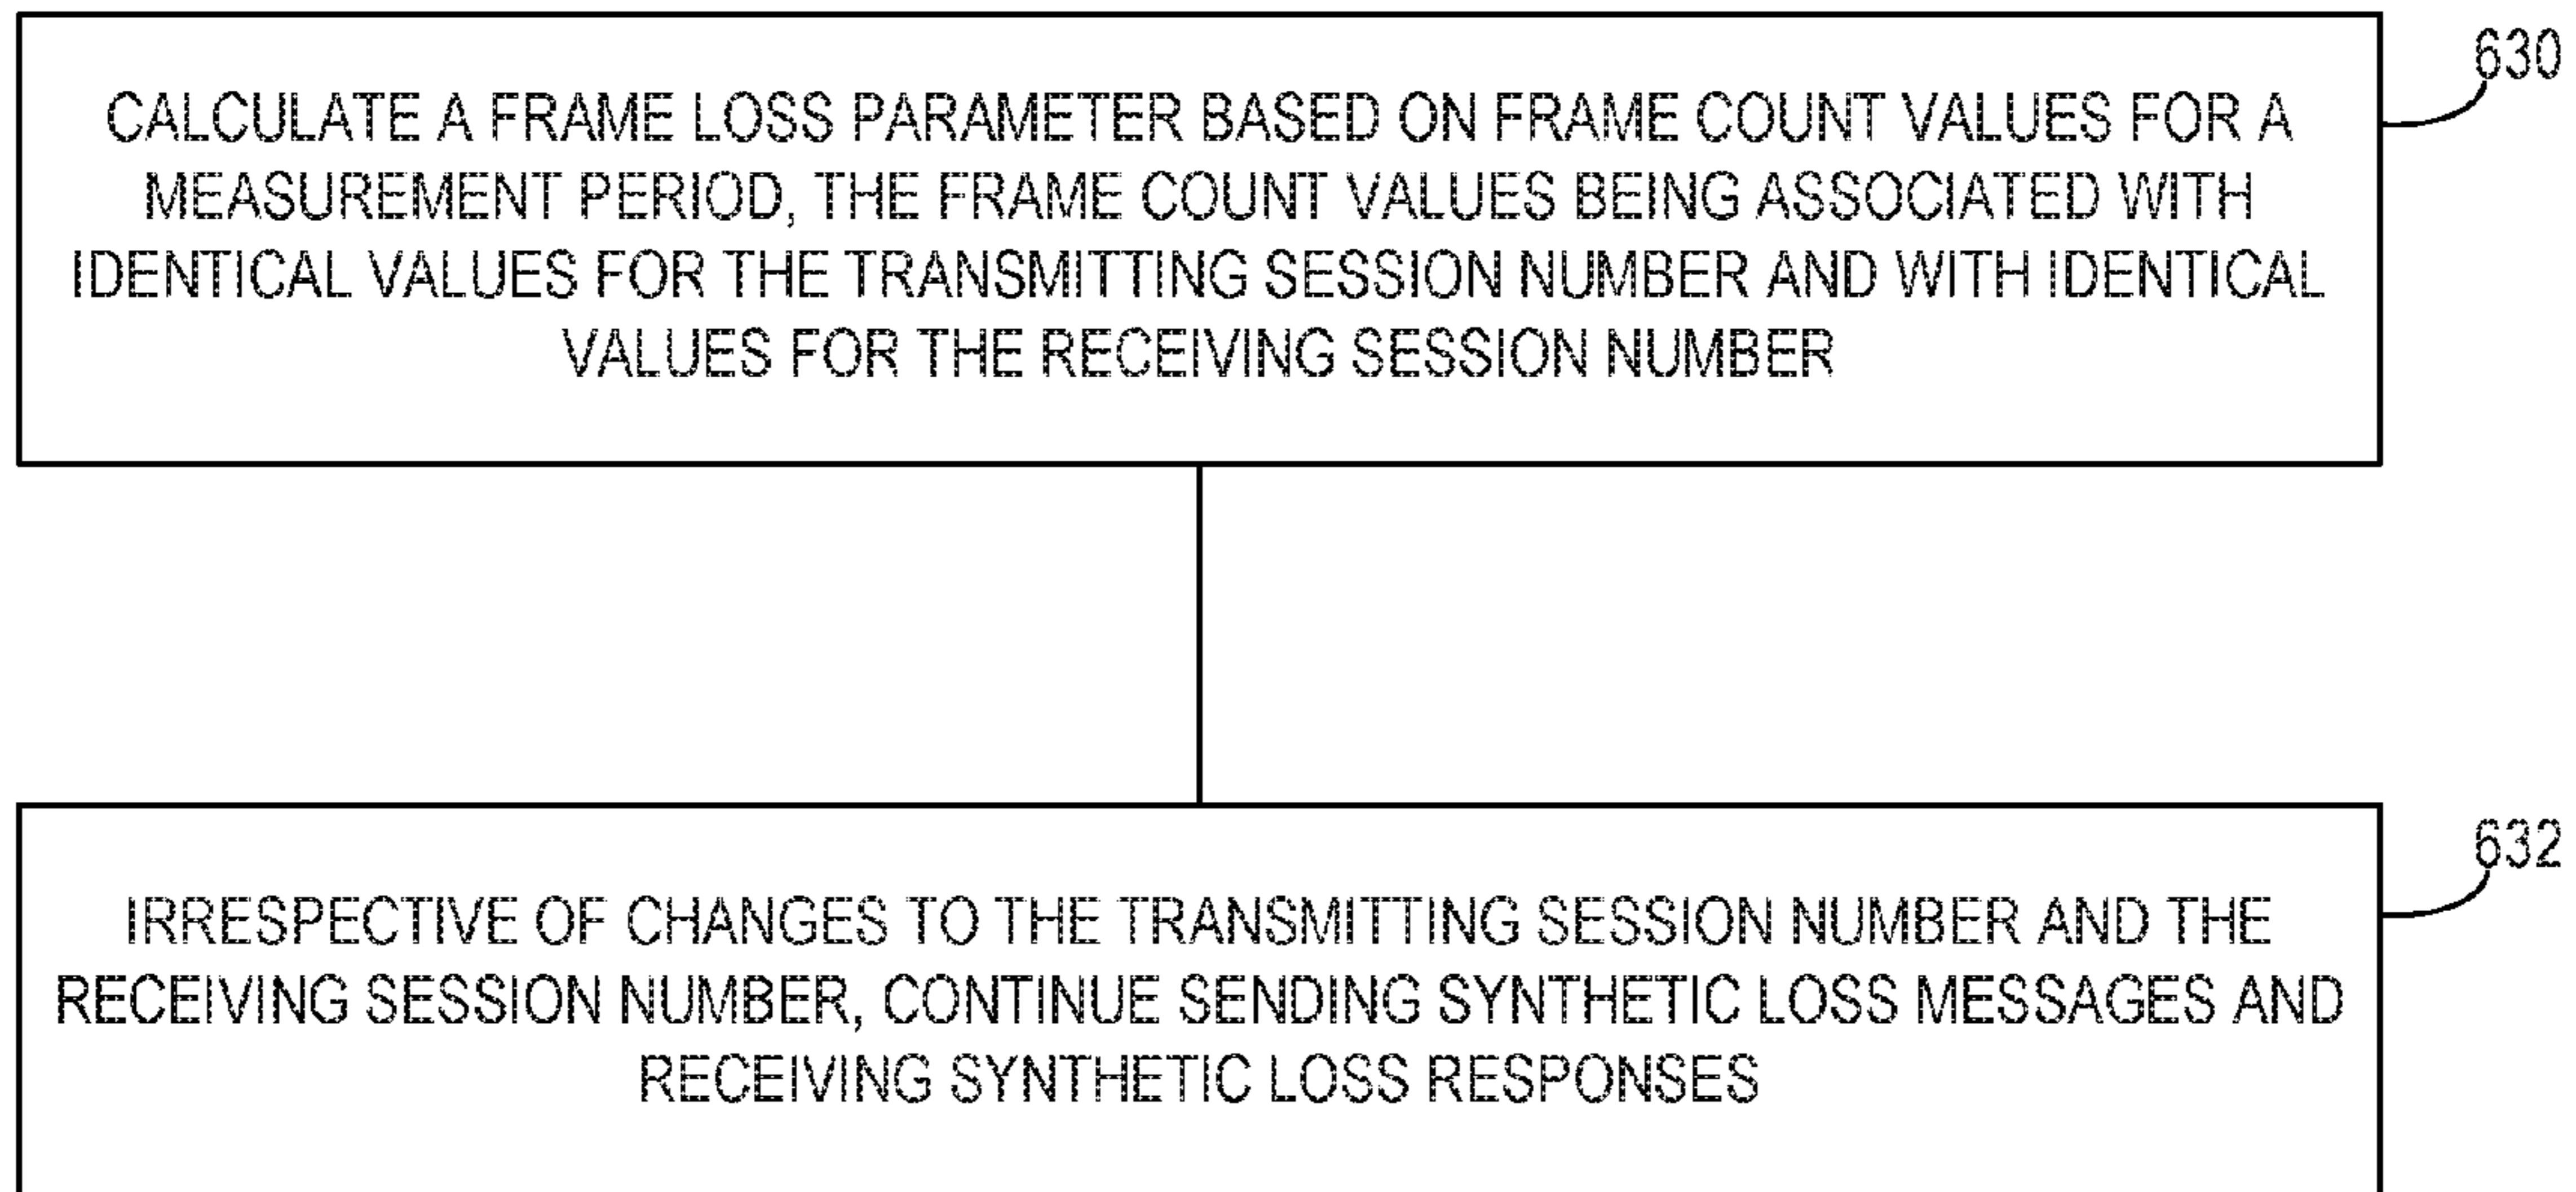 630
CALCULATE A FRAME LOSS PARAMETER BASED ON FRAME COUNT VALUES FOR A
MEASUREMENT PERIOD, THE FRAME COUNT VALUES BEING ASSOCIATED WITH
IDENTICAL VALUES FOR THE TRANSMITTING SESSION NUMBER AND WITH IDENTICAL
VALUES FOR THE RECEIVING SESSION NUMBER
632
IRRESPECTIVE OF CHANGES TO THE TRANSMITTING SESSION NUMBER AND THE
RECEIVING SESSION NUMBER, CONTINUE SENDING SYNTHETIC LOSS MESSAGES AND
RECEIVING SYNTHETIC LOSS RESPONSES